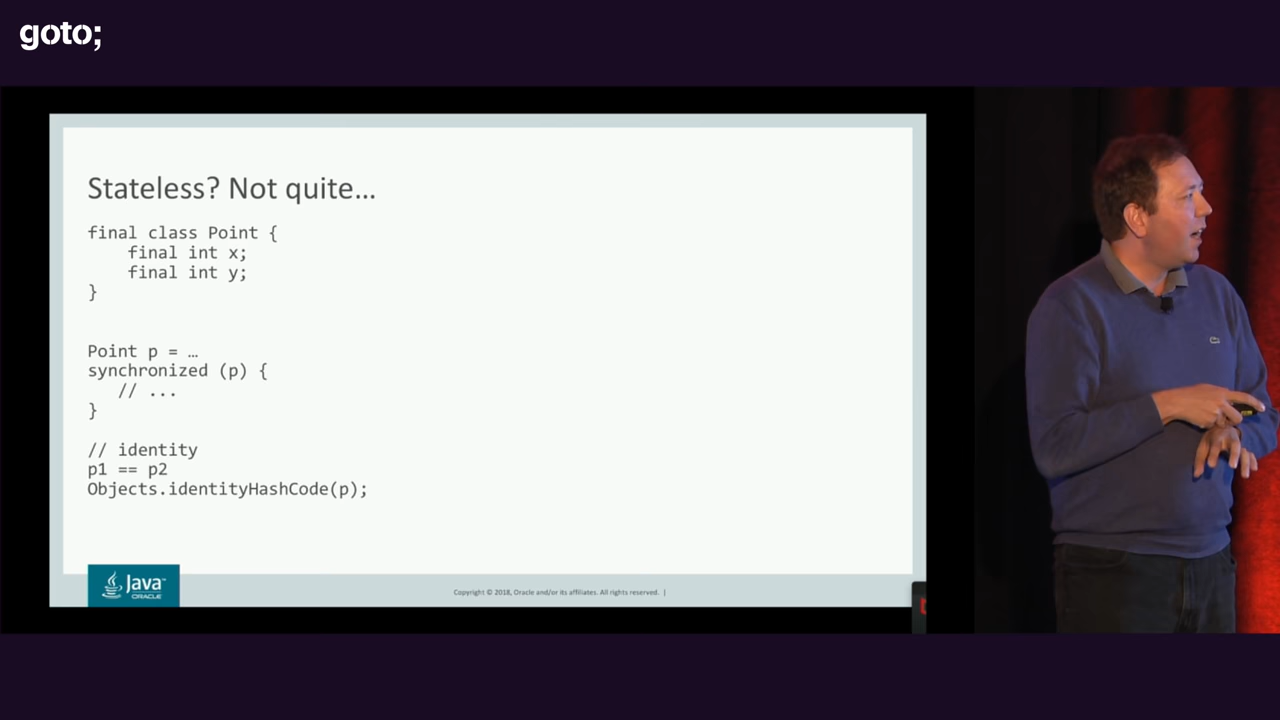 goto;
Stateless? Not quite…
final class Point {
    final int x;
    final int y;
}
Point p = …
synchronized (p) {
   // ...
}
// identity
p1 == p2
Objects.identityHashCode(p);
Java™
ORACLE
Copyright © 2018, Oracle and/or its affiliates. All rights reserved. |